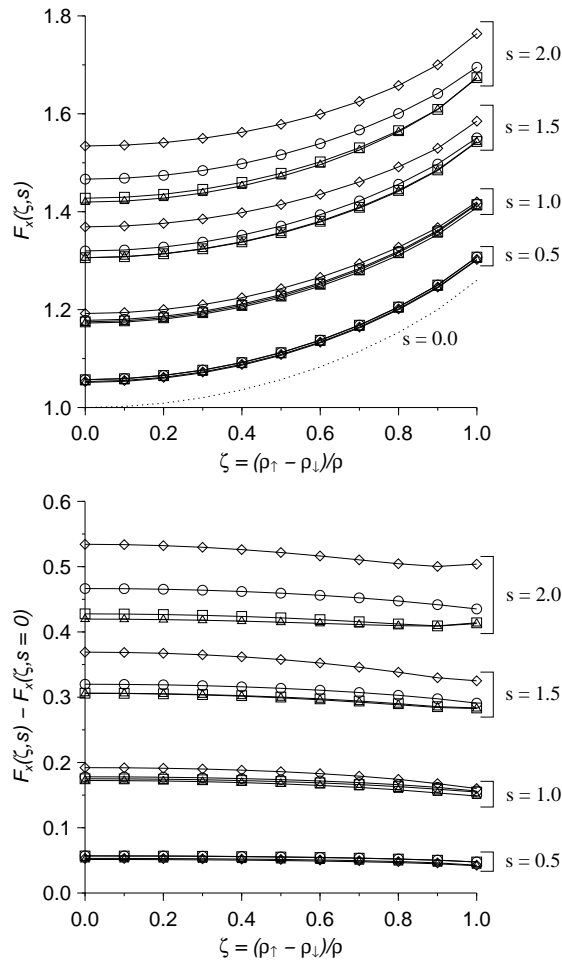 1.8
1.6
1.4
1.2
1.0
Fₓ(ζ,s)
s = 2.0
s = 1.5
s = 1.0
s = 0.5
s = 0.0
0.0 0.2 0.4 0.6 0.8 1.0
ζ = (ρ↑ − ρ↓)/ρ
0.6
0.5
0.4
0.3
0.2
0.1
0.0
Fₓ(ζ,s) − Fₓ(ζ,s = 0)
s = 2.0
s = 1.5
s = 1.0
s = 0.5
0.0 0.2 0.4 0.6 0.8 1.0
ζ = (ρ↑ − ρ↓)/ρ